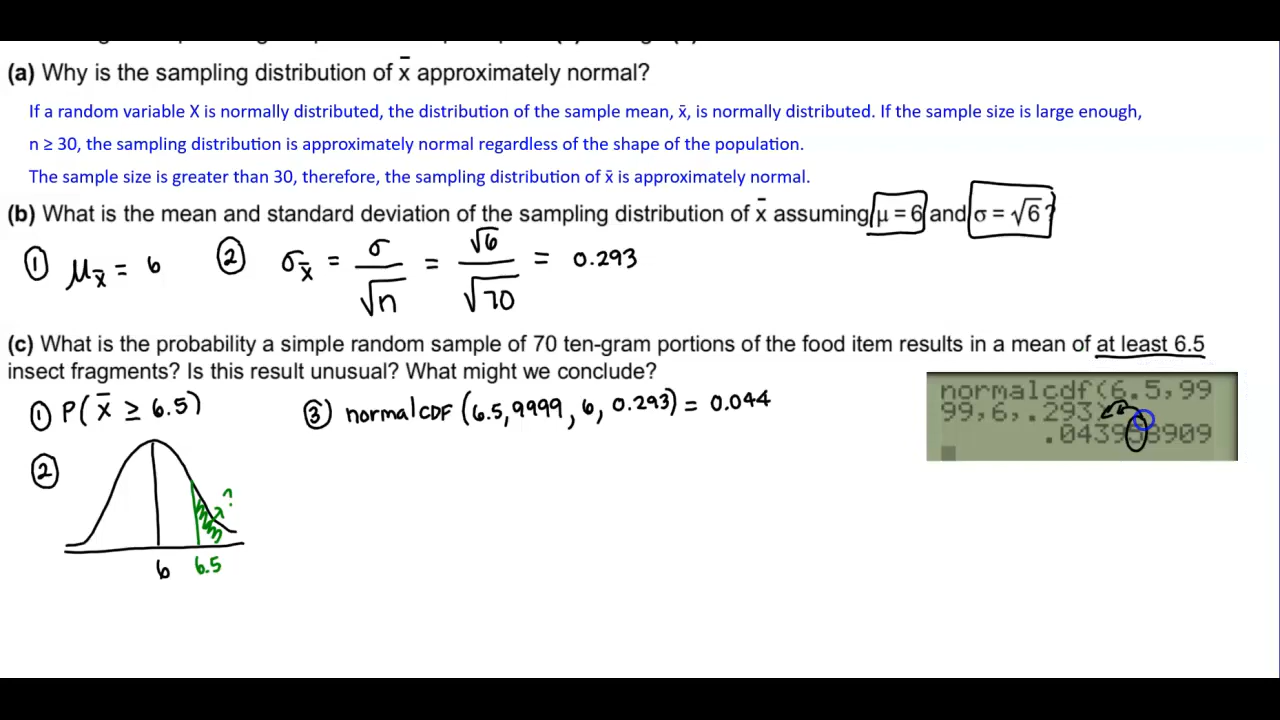 (a) Why is the sampling distribution of x̄ approximately normal?
If a random variable X is normally distributed, the distribution of the sample mean, x̄, is normally distributed. If the sample size is large enough,
n ≥ 30, the sampling distribution is approximately normal regardless of the shape of the population.
The sample size is greater than 30, therefore, the sampling distribution of x̄ is approximately normal.
(b) What is the mean and standard deviation of the sampling distribution of x̄ assuming μ = 6 and σ = √6?
① μx̄ = 6 ② σx̄ = σ/√n = √6/√70 = 0.293
(c) What is the probability a simple random sample of 70 ten-gram portions of the food item results in a mean of at least 6.5
insect fragments? Is this result unusual? What might we conclude?
① P(x̄ ≥ 6.5) ③ normalCDF (6.5, 9999, 6, 0.293) = 0.044
normalcdf(6.5,99
99,6,.293)
.043958909
②
?
6 6.5